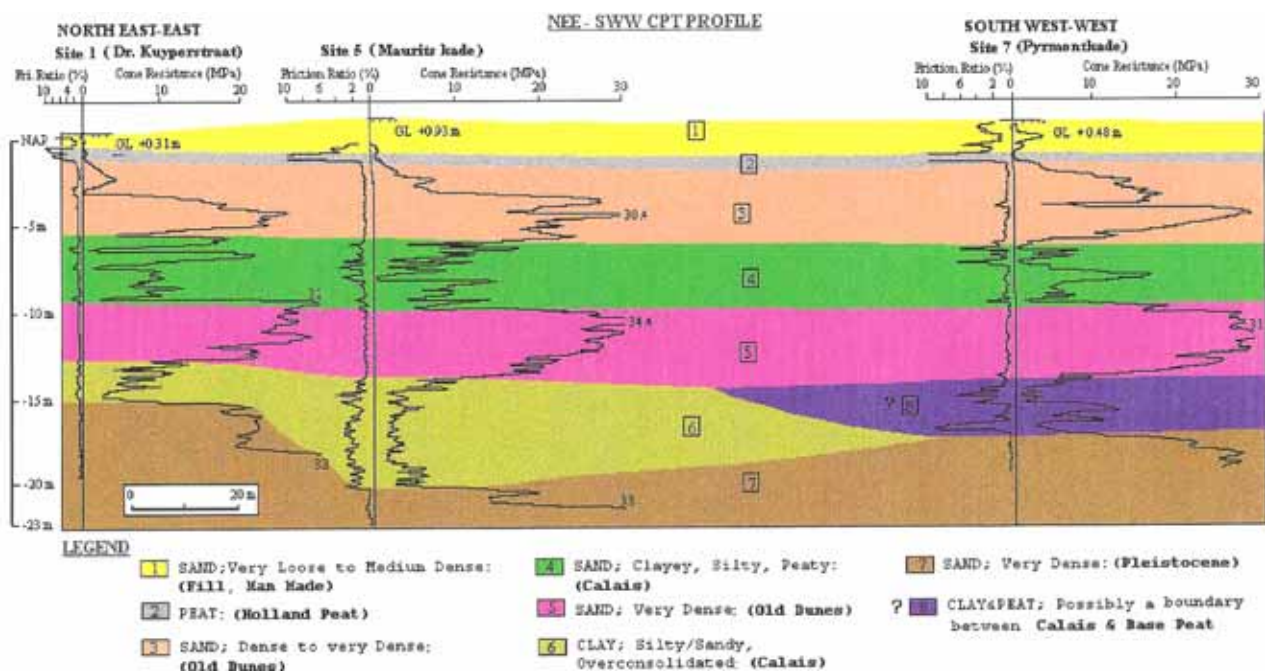 NEE - SWW CPT PROFILE
NORTH EAST-EAST
Site 1 (Dr. Kuyperstraat)
Site 5 (Maurits kade)
SOUTH WEST-WEST
Site 7 (Pyrmontkade)
Fri. Ratio (%) Cone Resistance (MPa)
Friction Ratio (%) Cone Resistance (MPa)
Friction Ratio (%) Cone Resistance (MPa)
10 4 0 20
10 6 2 0 10 20 30
10 6 2 0 10 20 30
NAP
GL +0.31m
GL +0.93m
GL +0.48m
1
2
3
30.4
-5m
4
-10m
34.4
31
5
-15m
? 8
6
-20m
7
33
-23m
0 20 m
LEGEND
1 SAND; Very Loose to Medium Dense:
(Fill, Man Made)
2 PEAT: (Holland Peat)
3 SAND; Dense to very Dense;
(Old Dunes)
4 SAND; Clayey, Silty, Peaty:
(Calais)
5 SAND; Very Dense; (Old Dunes)
6 CLAY; Silty/Sandy,
Overconsolidated: (Calais)
7 SAND; Very Dense: (Pleistocene)
? 8 CLAY&PEAT; Possibly a boundary
between Calais & Base Peat